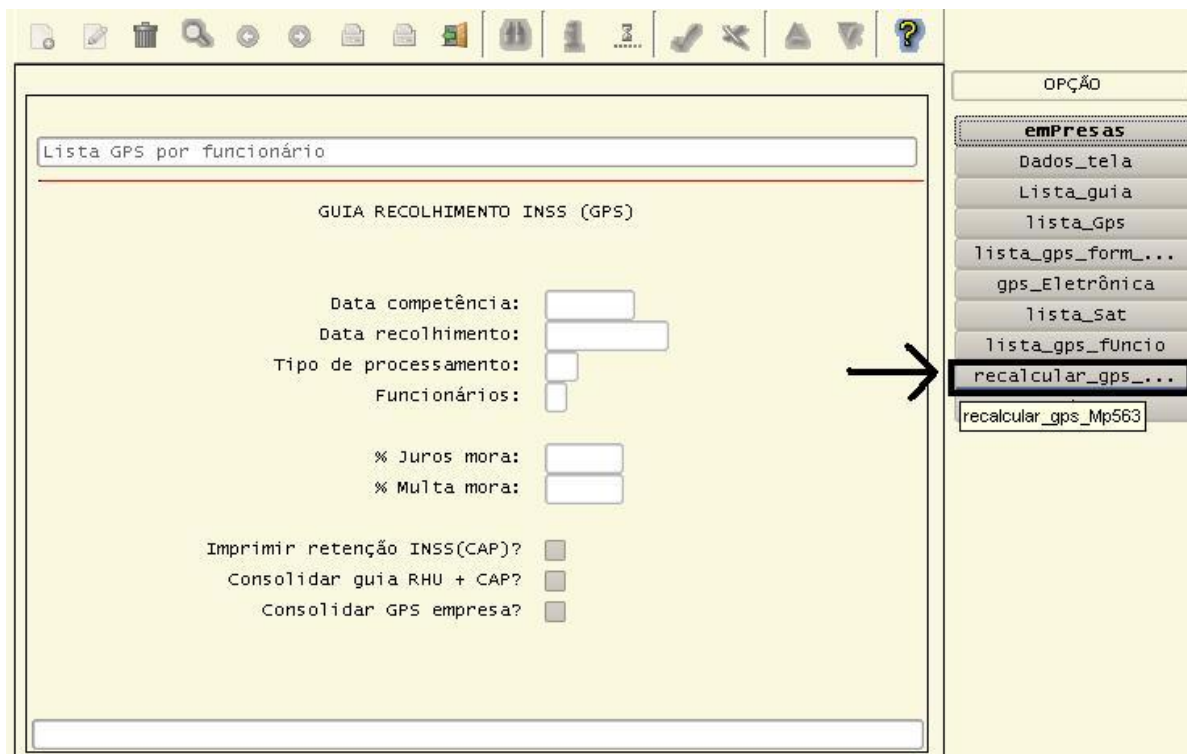 Lista GPS por funcionário
GUIA RECOLHIMENTO INSS (GPS)
Data competência:
Data recolhimento:
Tipo de processamento:
Funcionários:
% Juros mora:
% Multa mora:
Imprimir retenção INSS(CAP)?
Consolidar guia RHU + CAP?
Consolidar GPS empresa?
OPÇÃO
emPresas
Dados_tela
Lista_guia
lista_Gps
lista_gps_form_...
gps_Eletrônica
lista_Sat
lista_gps_fUncio
recalcular_gps_...
recalcular_gps_Mp563